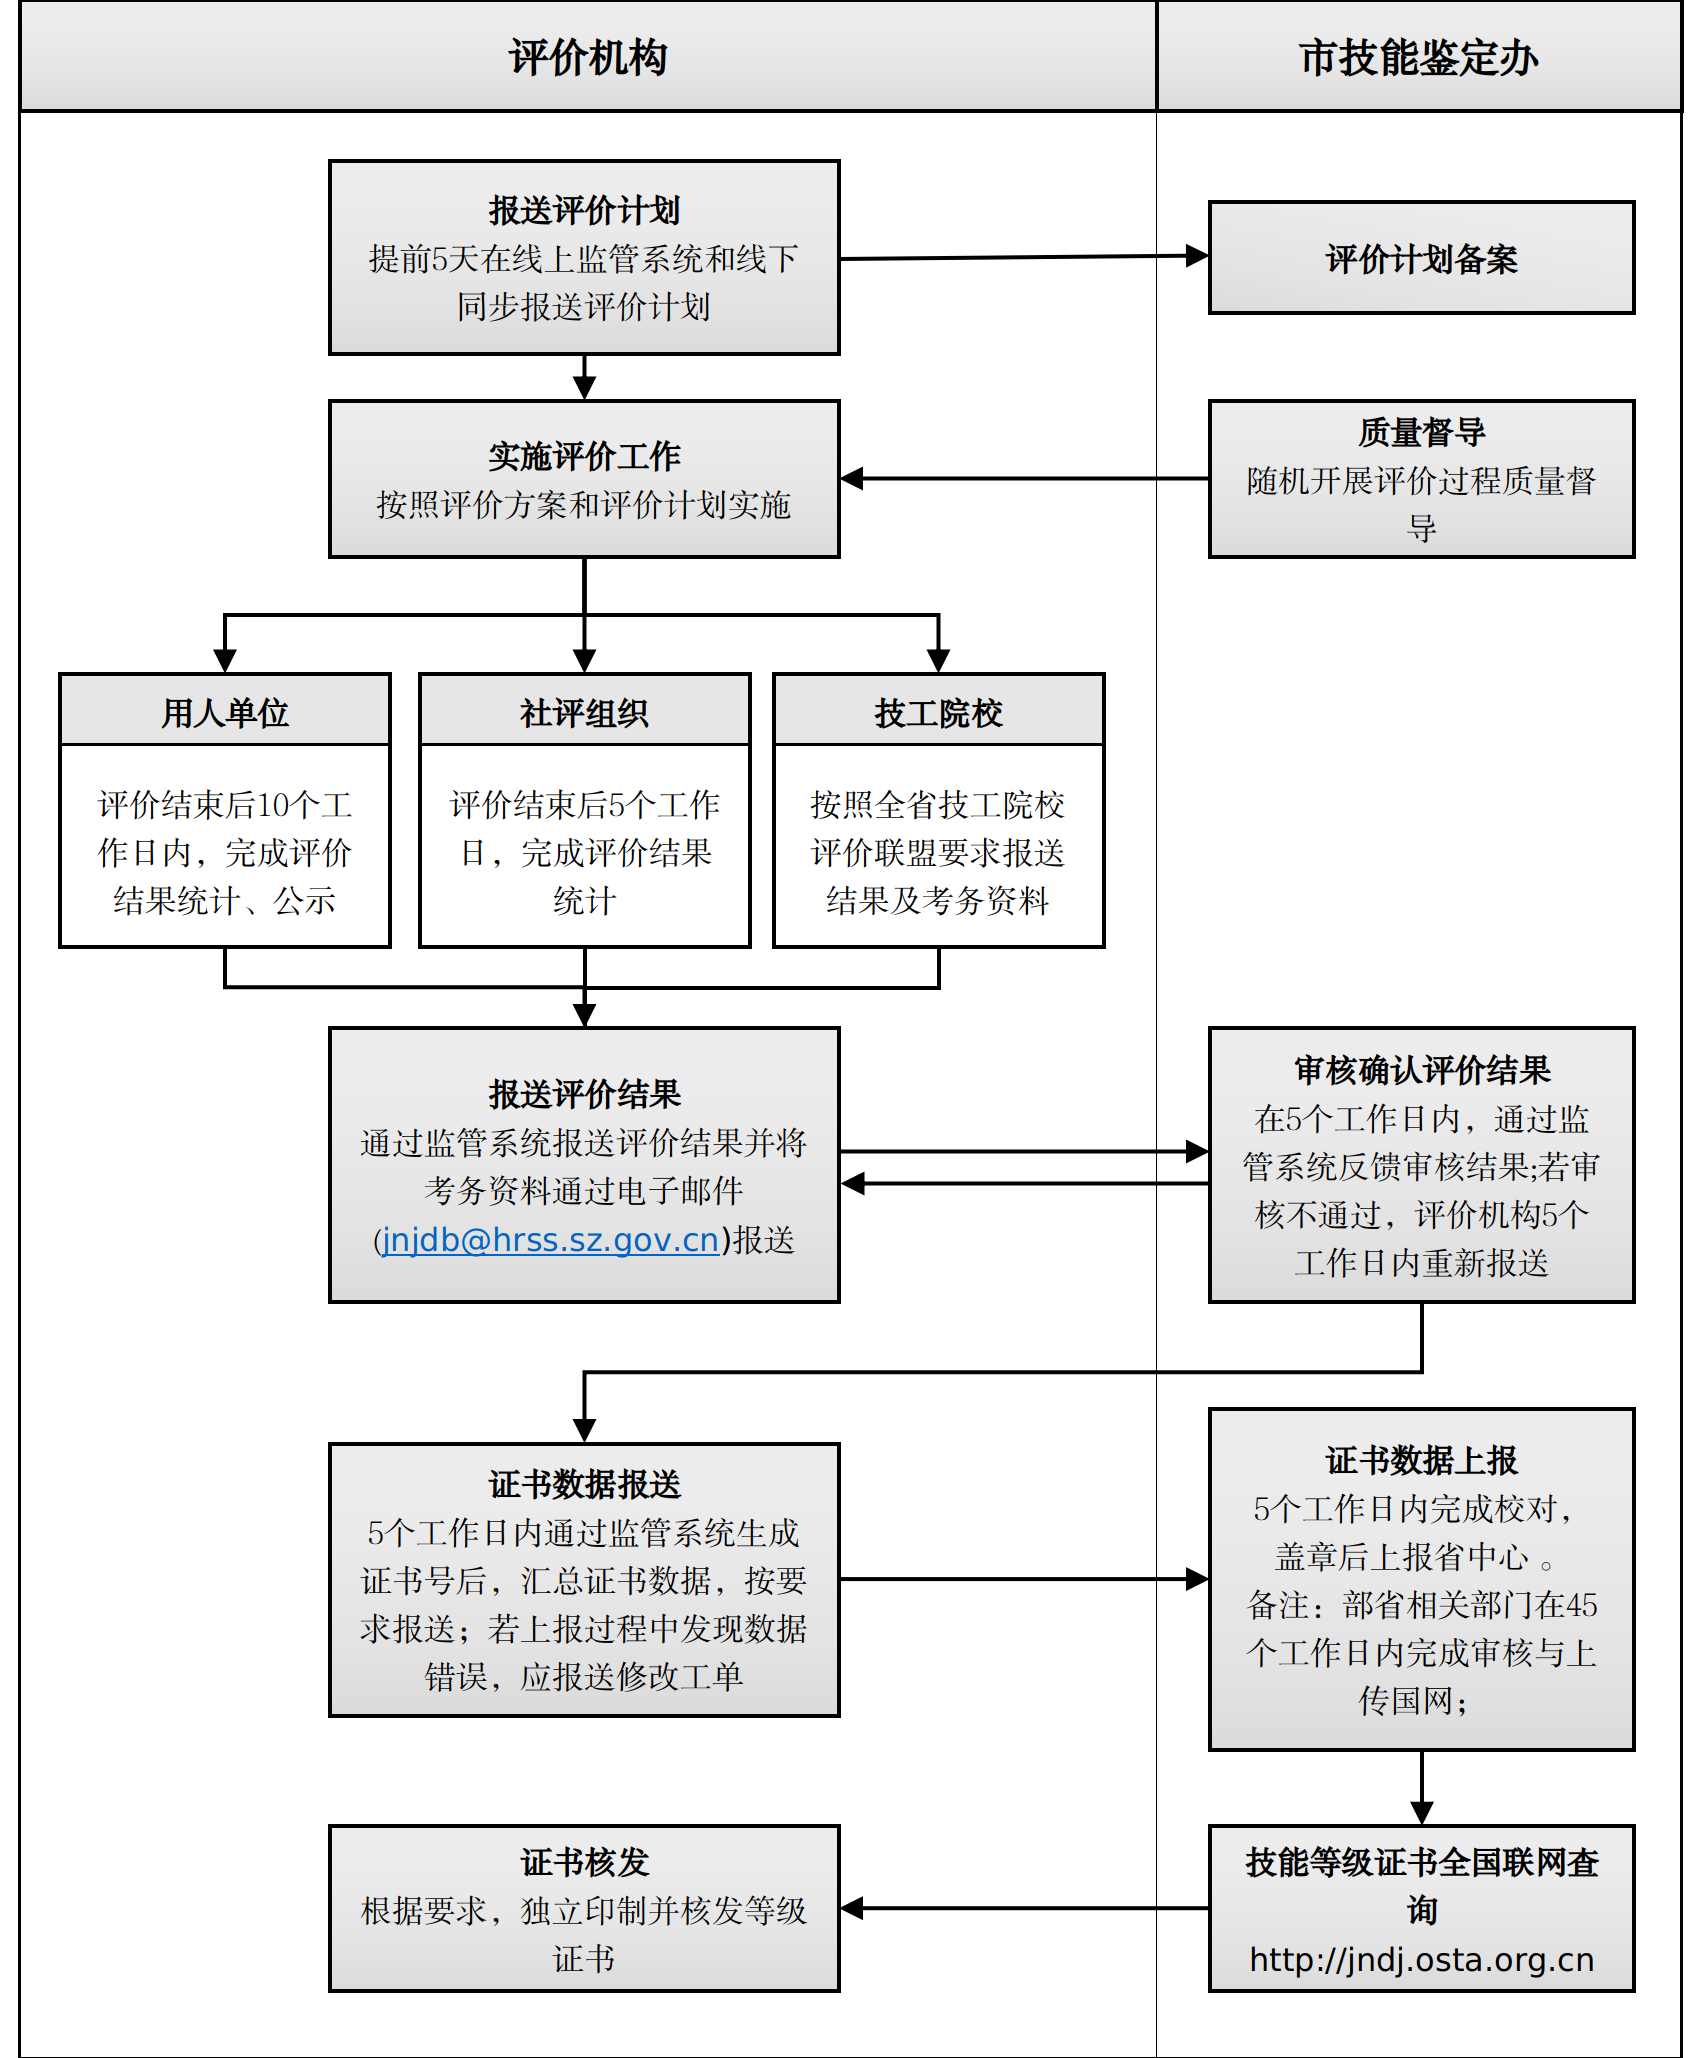 评价机构
市技能鉴定办
报送评价计划
提前5天在线上监管系统和线下
同步报送评价计划
评价计划备案
实施评价工作
按照评价方案和评价计划实施
质量督导
随机开展评价过程质量督
导
用人单位
评价结束后10个工
作日内，完成评价
结果统计、公示
社评组织
评价结束后5个工作
日，完成评价结果
统计
技工院校
按照全省技工院校
评价联盟要求报送
结果及考务资料
报送评价结果
通过监管系统报送评价结果并将
考务资料通过电子邮件
(jnjdb@hrss.sz.gov.cn)报送
审核确认评价结果
在5个工作日内，通过监
管系统反馈审核结果;若审
核不通过，评价机构5个
工作日内重新报送
证书数据报送
5个工作日内通过监管系统生成
证书号后，汇总证书数据，按要
求报送；若上报过程中发现数据
错误，应报送修改工单
证书数据上报
5个工作日内完成校对，
盖章后上报省中心 。
备注：部省相关部门在45
个工作日内完成审核与上
传国网；
证书核发
根据要求，独立印制并核发等级
证书
技能等级证书全国联网查
询
http://jndj.osta.org.cn